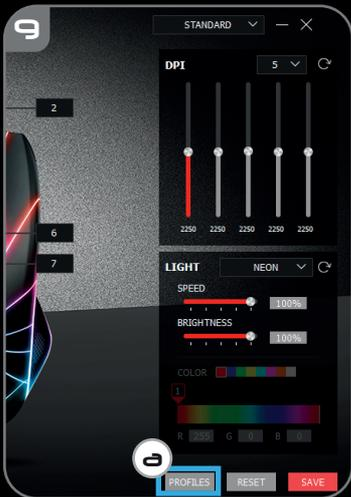 9
STANDARD
DPI 5
2
6
7
2250 2250 2250 2250 2250
LIGHT NEON
SPEED
100%
BRIGHTNESS
100%
COLOR
1
R 255 G 0 B 0
a
PROFILES RESET SAVE